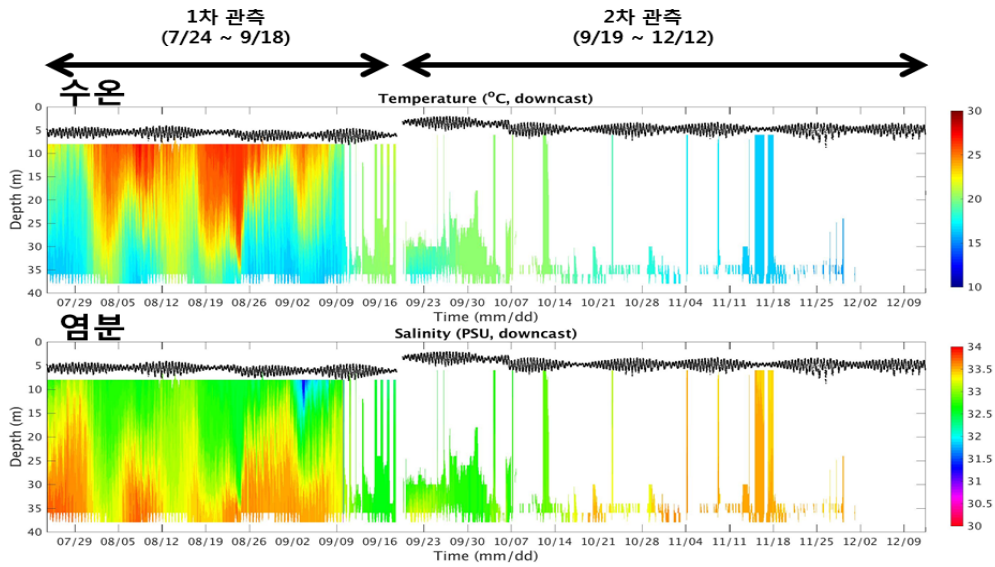 1차 관측
(7/24 ~ 9/18)
2차 관측
(9/19 ~ 12/12)
수온
Temperature (°C, downcast)
0
5
10
15
20
25
30
35
40
Depth (m)
07/29 08/05 08/12 08/19 08/26 09/02 09/09 09/16 09/23 09/30 10/07 10/14 10/21 10/28 11/04 11/11 11/18 11/25 12/02 12/09
Time (mm/dd)
30
25
20
15
10
염분
Salinity (PSU, downcast)
0
5
10
15
20
25
30
35
40
Depth (m)
07/29 08/05 08/12 08/19 08/26 09/02 09/09 09/16 09/23 09/30 10/07 10/14 10/21 10/28 11/04 11/11 11/18 11/25 12/02 12/09
Time (mm/dd)
34
33.5
33
32.5
32
31.5
31
30.5
30